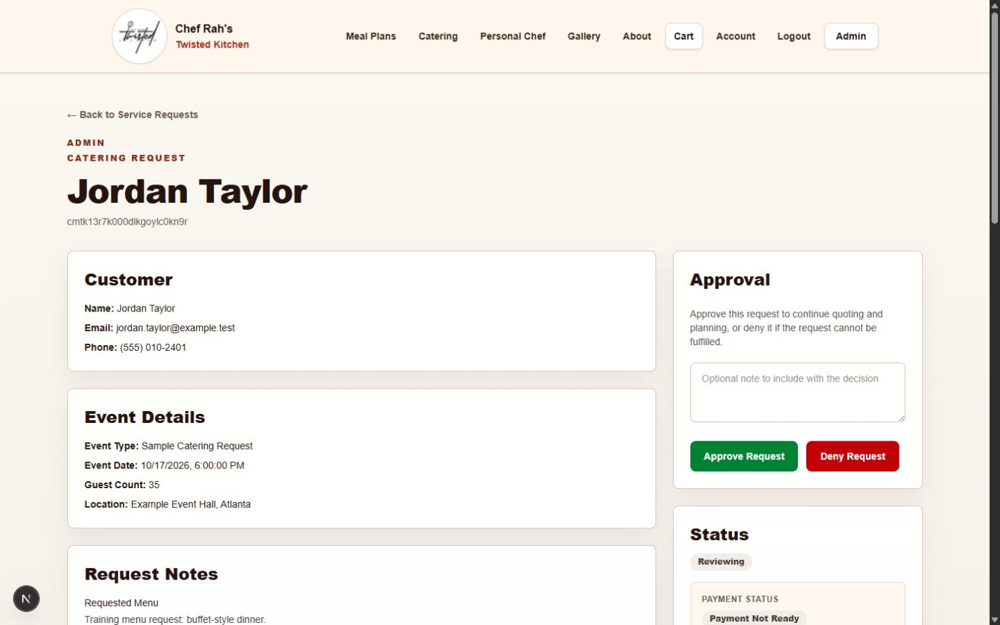 twisted
Chef Rah's
Twisted Kitchen
Meal Plans
Catering
Personal Chef
Gallery
About
Cart
Account
Logout
Admin
← Back to Service Requests
ADMIN
CATERING REQUEST
Jordan Taylor
cmtk13r7k000dlkgoylc0kn9r
Customer
Name: Jordan Taylor
Email: jordan.taylor@example.test
Phone: (555) 010-2401
Event Details
Event Type: Sample Catering Request
Event Date: 10/17/2026, 6:00:00 PM
Guest Count: 35
Location: Example Event Hall, Atlanta
Request Notes
Requested Menu
Training menu request: buffet-style dinner.
Approval
Approve this request to continue quoting and
planning, or deny it if the request cannot be
fulfilled.
Optional note to include with the decision
Approve Request
Deny Request
Status
Reviewing
PAYMENT STATUS
Payment Not Ready
N